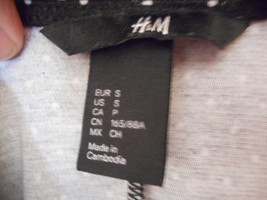 H&M
EUR S
US S
CA P
CN 165/88A
MX CH
Made in
Cambodia